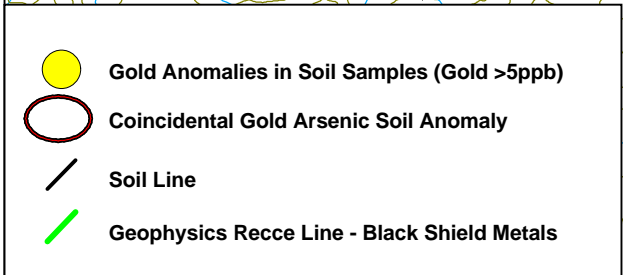 Gold Anomalies in Soil Samples (Gold >5ppb)
Coincidental Gold Arsenic Soil Anomaly
Soil Line
Geophysics Recce Line - Black Shield Metals